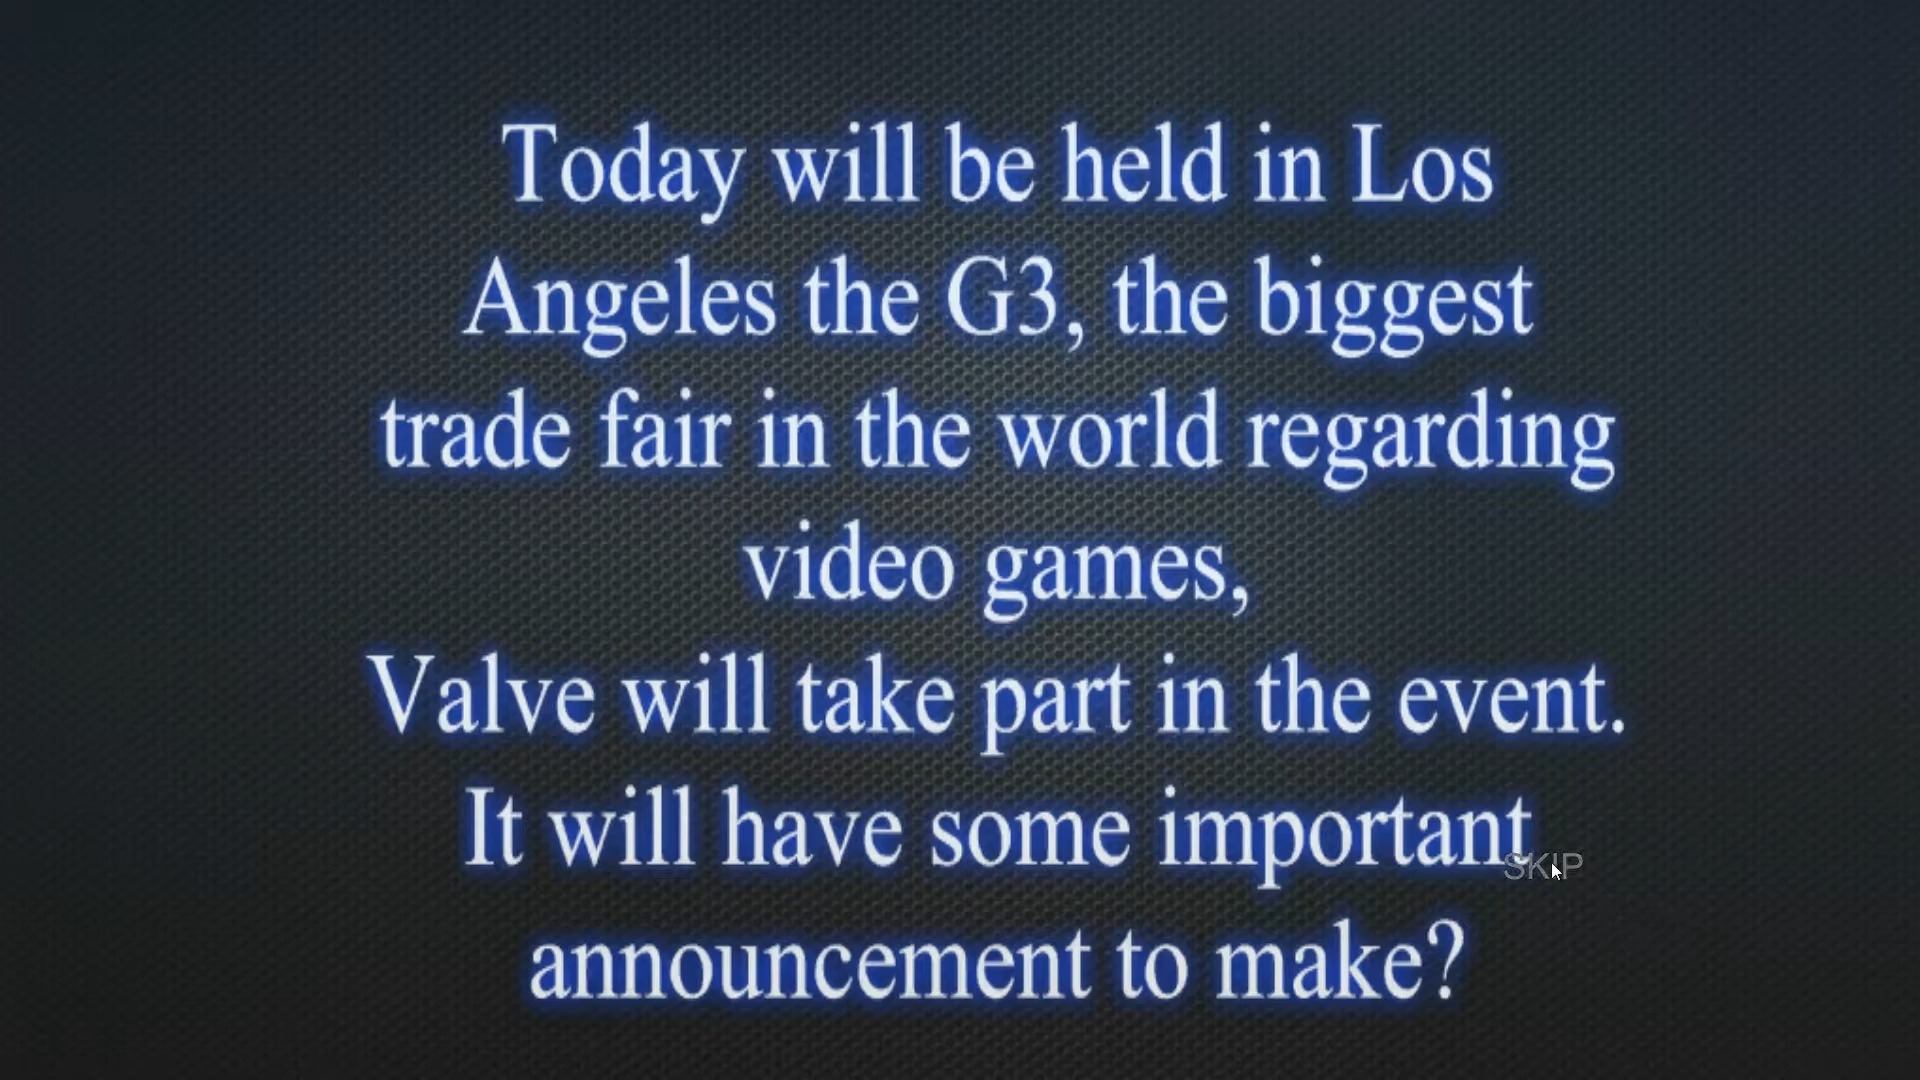 Today will be held in Los
Angeles the G3, the biggest
trade fair in the world regarding
video games,
Valve will take part in the event.
It will have some important
SKIP
announcement to make?